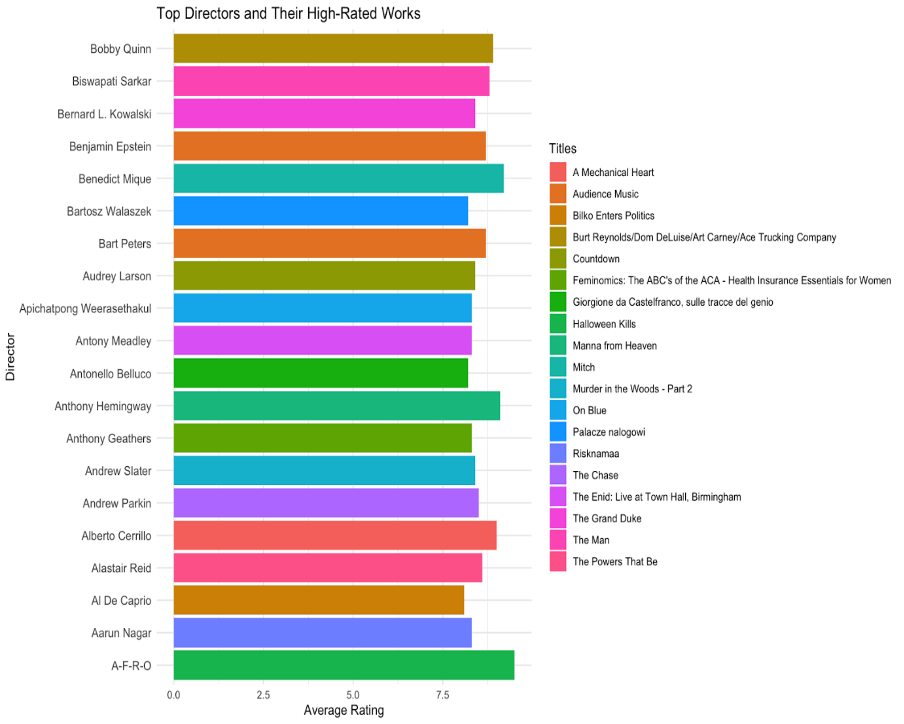 Top Directors and Their High-Rated Works
Director
Bobby Quinn
Biswapati Sarkar
Bernard L. Kowalski
Benjamin Epstein
Benedict Mique
Bartosz Walaszek
Bart Peters
Audrey Larson
Apichatpong Weerasethakul
Antony Meadley
Antonello Belluco
Anthony Hemingway
Anthony Geathers
Andrew Slater
Andrew Parkin
Alberto Cerrillo
Alastair Reid
Al De Caprio
Aarun Nagar
A-F-R-O
0.0 2.5 5.0 7.5
Average Rating
Titles
A Mechanical Heart
Audience Music
Bilko Enters Politics
Burt Reynolds/Dom DeLuise/Art Carney/Ace Trucking Company
Countdown
Feminomics: The ABC's of the ACA - Health Insurance Essentials for Women
Giorgione da Castelfranco, sulle tracce del genio
Halloween Kills
Manna from Heaven
Mitch
Murder in the Woods - Part 2
On Blue
Palacze nalogowi
Risknamaa
The Chase
The Enid: Live at Town Hall, Birmingham
The Grand Duke
The Man
The Powers That Be